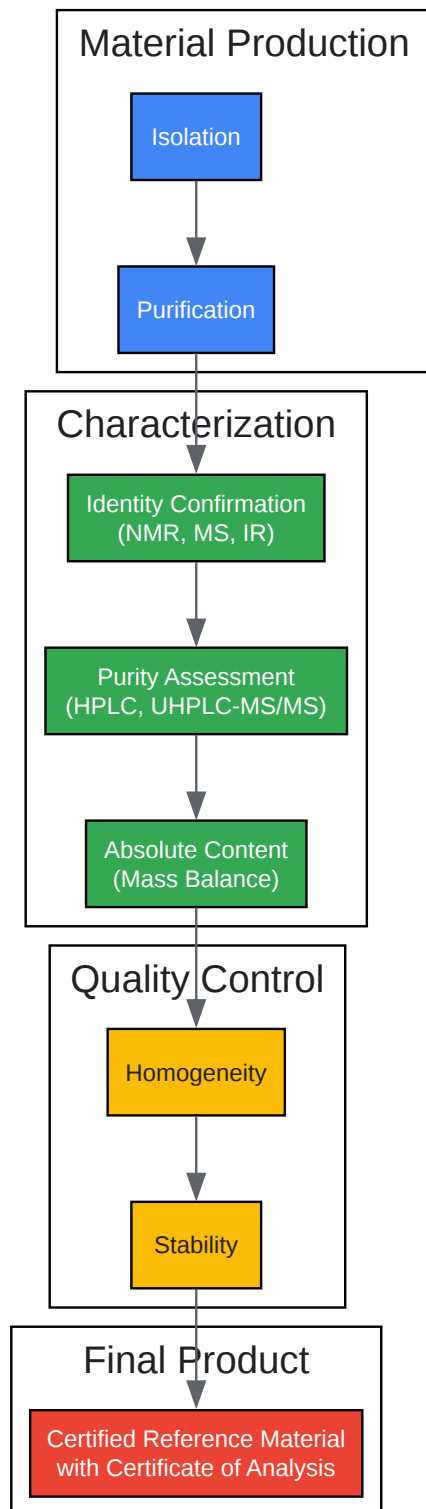 Material Production
Isolation
Purification
Characterization
Identity Confirmation
(NMR, MS, IR)
Purity Assessment
(HPLC, UHPLC-MS/MS)
Absolute Content
(Mass Balance)
Quality Control
Homogeneity
Stability
Final Product
Certified Reference Material
with Certificate of Analysis